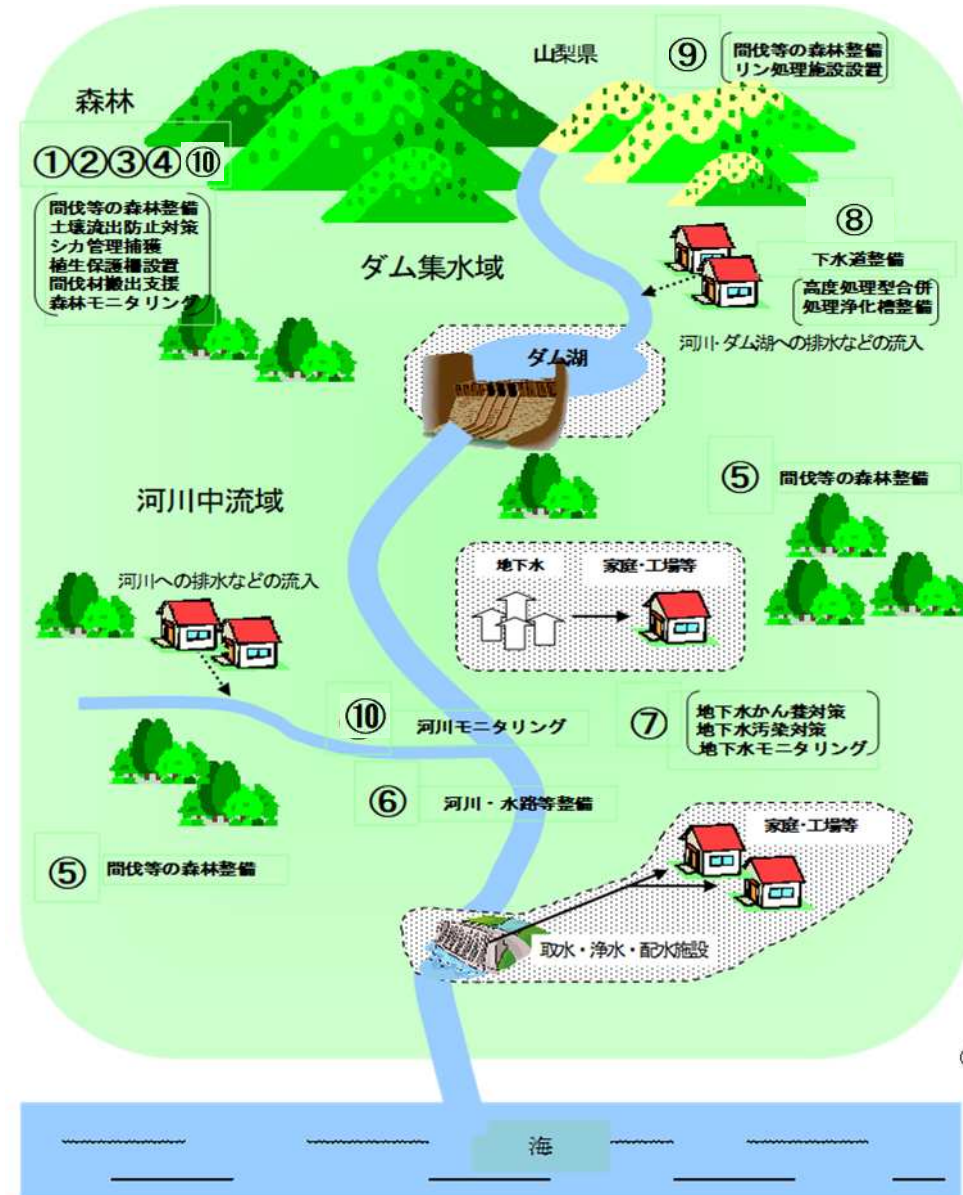 山梨県
⑨
間伐等の森林整備
リン処理施設設置
森林
①②③④⑩
間伐等の森林整備
土壌流出防止対策
シカ管理捕獲
植生保護柵設置
間伐材搬出支援
森林モニタリング
ダム集水域
⑧
下水道整備
高度処理型合併
処理浄化槽整備
河川・ダム湖への排水などの流入
ダム湖
⑤ 間伐等の森林整備
河川中流域
地下水
家庭・工場等
河川への排水などの流入
⑩ 河川モニタリング
⑦
地下水かん養対策
地下水汚染対策
地下水モニタリング
⑥ 河川・水路等整備
家庭・工場等
⑤ 間伐等の森林整備
取水・浄水・配水施設
海